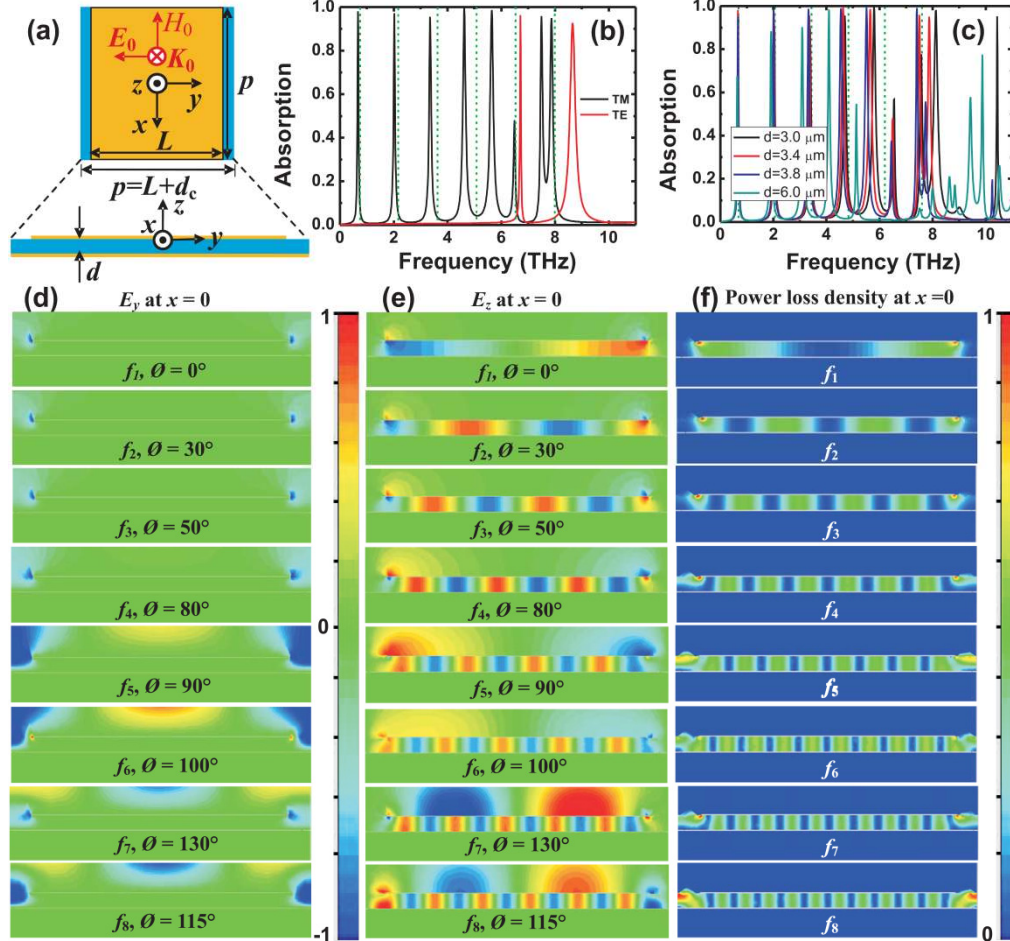 (a)
H₀
E₀
K₀
z
y
x
p
L
p=L+d_c
z
x
y
d
(b)
Absorption
1.0
0.8
0.6
0.4
0.2
0.0
0 2 4 6 8 10
Frequency (THz)
TM
TE
(c)
Absorption
1.0
0.8
0.6
0.4
0.2
0.0
d=3.0 μm
d=3.4 μm
d=3.8 μm
d=6.0 μm
0 2 4 6 8 10
Frequency (THz)
(d) E_y at x = 0
f₁, Ø = 0°
f₂, Ø = 30°
f₃, Ø = 50°
f₄, Ø = 80°
f₅, Ø = 90°
f₆, Ø = 100°
f₇, Ø = 130°
f₈, Ø = 115°
1
0
-1
(e) E_z at x = 0
f₁, Ø = 0°
f₂, Ø = 30°
f₃, Ø = 50°
f₄, Ø = 80°
f₅, Ø = 90°
f₆, Ø = 100°
f₇, Ø = 130°
f₈, Ø = 115°
(f) Power loss density at x =0
f₁
f₂
f₃
f₄
f₅
f₆
f₇
f₈
1
0